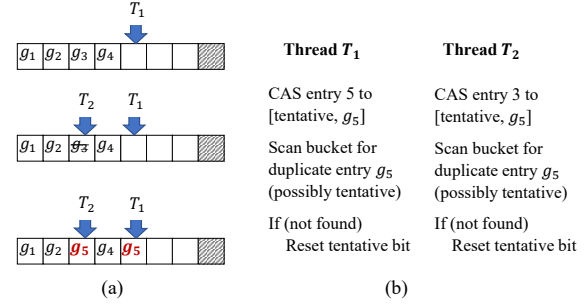 T₁
g₁ g₂ g₃ g₄
T₂ T₁
g₁ g₂ g₃ g₄
T₂ T₁
g₁ g₂ g₅ g₄ g₅
(a)
Thread T₁
CAS entry 5 to
[tentative, g₅]
Scan bucket for
duplicate entry g₅
(possibly tentative)
If (not found)
Reset tentative bit
Thread T₂
CAS entry 3 to
[tentative, g₅]
Scan bucket for
duplicate entry g₅
(possibly tentative)
If (not found)
Reset tentative bit
(b)